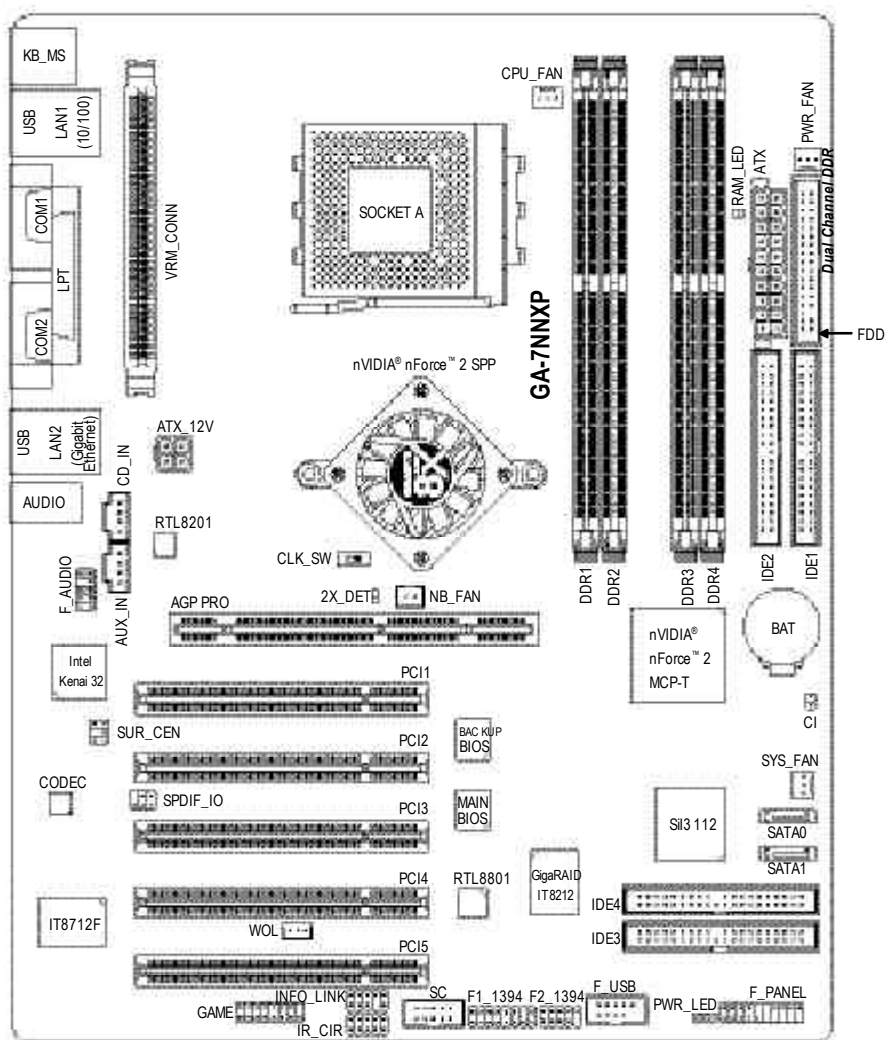 KB_MS
CPU_FAN
USB
LAN1
(10/100)
PWR_FAN
RAM_LED
ATX
Dual Channel DDR
COM1
LPT
VRM_CONN
SOCKET A
COM2
FDD
GA-7NNXP
nVIDIA® nForce™ 2 SPP
USB
LAN2
(Gigabit
Ethernet)
ATX_12V
CD_IN
AUDIO
RTL8201
CLK_SW
F_AUDIO
AUX_IN
2X_DET
NB_FAN
DDR1
DDR2
DDR3
DDR4
IDE2
IDE1
AGP PRO
BAT
nVIDIA®
nForce™ 2
MCP-T
Intel
Kenai 32
PCI1
CI
SUR_CEN
PCI2
BACKUP
BIOS
SYS_FAN
CODEC
SPDIF_IO
PCI3
MAIN
BIOS
SiI3112
SATA0
SATA1
PCI4
RTL8801
GigaRAID
IT8212
IDE4
IT8712F
WOL
IDE3
PCI5
GAME
INFO_LINK
IR_CIR
SC
F1_1394
F2_1394
F_USB
PWR_LED
F_PANEL